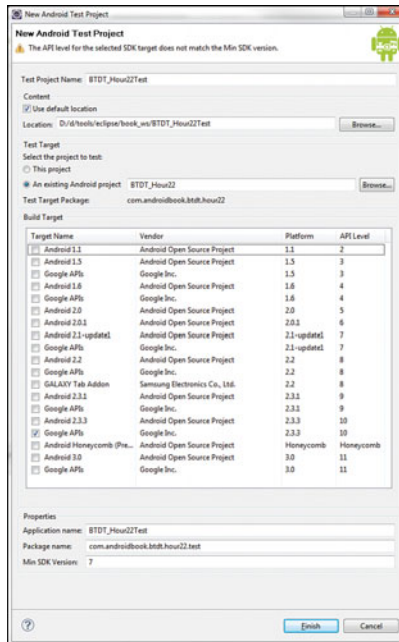 New Android Test Project
New Android Test Project
The API level for the selected SDK target does not match the Min SDK version.
Test Project Name: BTDT_Hour22Test
Content
Use default location
Location: D:/d/tools/eclipse/book_ws/BTDT_Hour22Test Browse...
Test Target
Select the project to test:
This project
An existing Android project BTDT_Hour22 Browse...
Test Target Package: com.androidbook.btdt.hour22
Build Target
Target Name Vendor Platform API Level
Android 1.1 Android Open Source Project 1.1 2
Android 1.5 Android Open Source Project 1.5 3
Google APIs Google Inc. 1.5 3
Android 1.6 Android Open Source Project 1.6 4
Google APIs Google Inc. 1.6 4
Android 2.0 Android Open Source Project 2.0 5
Android 2.0.1 Android Open Source Project 2.0.1 6
Android 2.1-update1 Android Open Source Project 2.1-update1 7
Google APIs Google Inc. 2.1-update1 7
Android 2.2 Android Open Source Project 2.2 8
Google APIs Google Inc. 2.2 8
GALAXY Tab Addon Samsung Electronics Co., Ltd. 2.2 8
Android 2.3.1 Android Open Source Project 2.3.1 9
Google APIs Google Inc. 2.3.1 9
Android 2.3.3 Android Open Source Project 2.3.3 10
Google APIs Google Inc. 2.3.3 10
Android Honeycomb (Pre... Android Open Source Project Honeycomb Honeycomb
Android 3.0 Android Open Source Project 3.0 11
Google APIs Google Inc. 3.0 11
Properties
Application name: BTDT_Hour22Test
Package name: com.androidbook.btdt.hour22.test
Min SDK Version: 7
? Finish Cancel